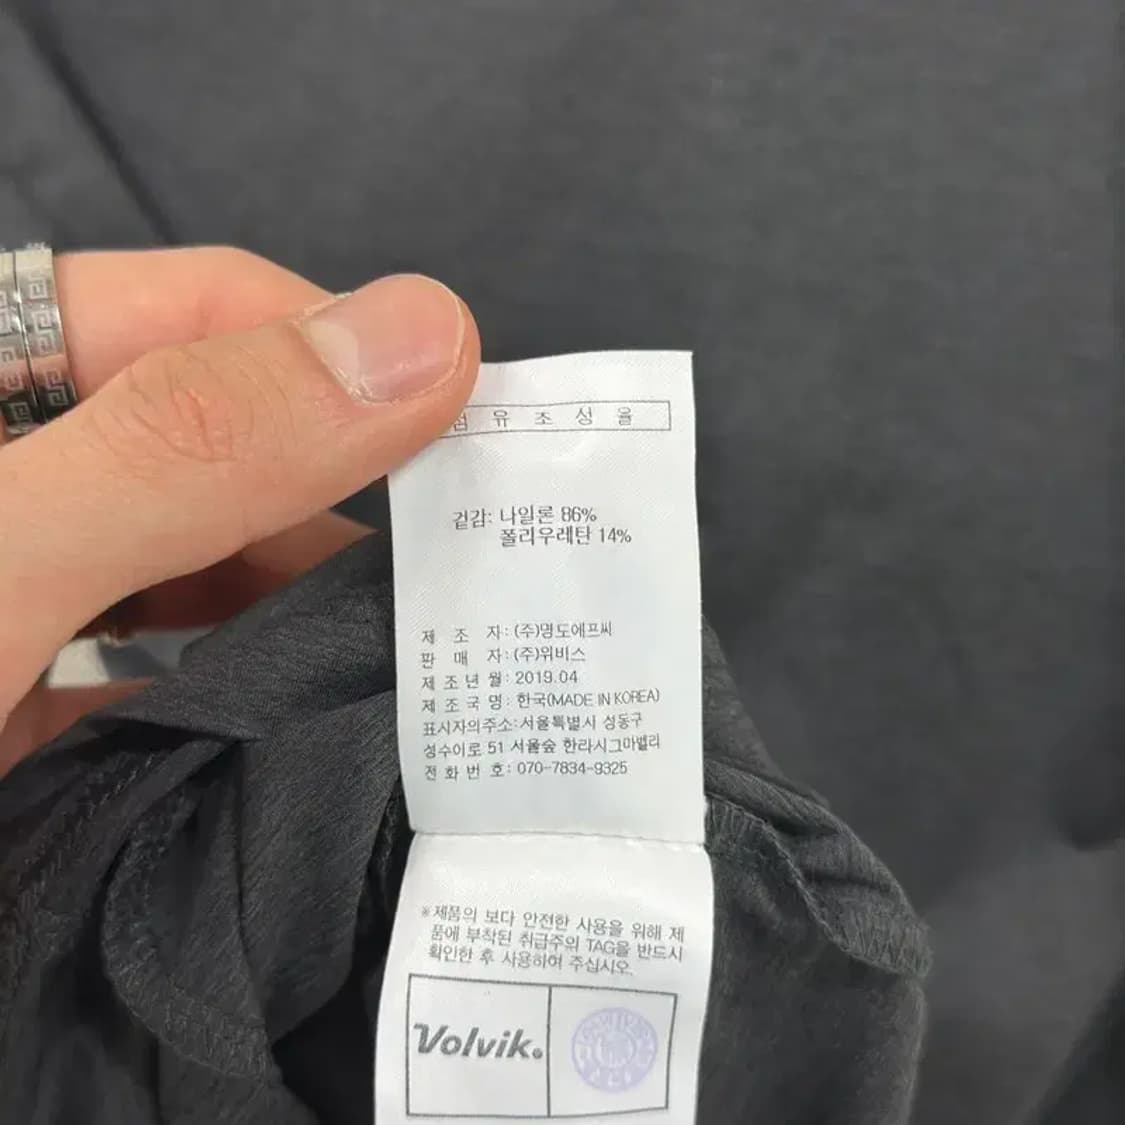 섬 유 조 성 율
겉감: 나일론 86%
폴리우레탄 14%
제 조 자: (주)명도에프씨
판 매 자: (주)위비스
제 조 년 월: 2019.04
제 조 국 명: 한국(MADE IN KOREA)
표시자의주소: 서울특별시 성동구
성수이로 51 서울숲 한라시그마밸리
전 화 번 호: 070-7834-9325
※제품의 보다 안전한 사용을 위해 제
품에 부착된 취급주의 TAG을 반드시
확인한 후 사용하여 주십시오.
Volvik.